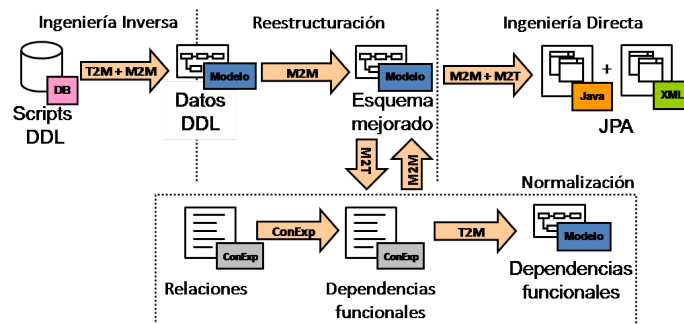 Ingeniería Inversa
Reestructuración
Ingeniería Directa
DB
T2M + M2M
Modelo
M2M
Modelo
M2M + M2T
Java
+
XML
Scripts
DDL
Datos
DDL
Esquema
mejorado
JPA
M2T
M2M
Normalización
ConExp
ConExp
ConExp
T2M
Modelo
Relaciones
Dependencias
funcionales
Dependencias
funcionales